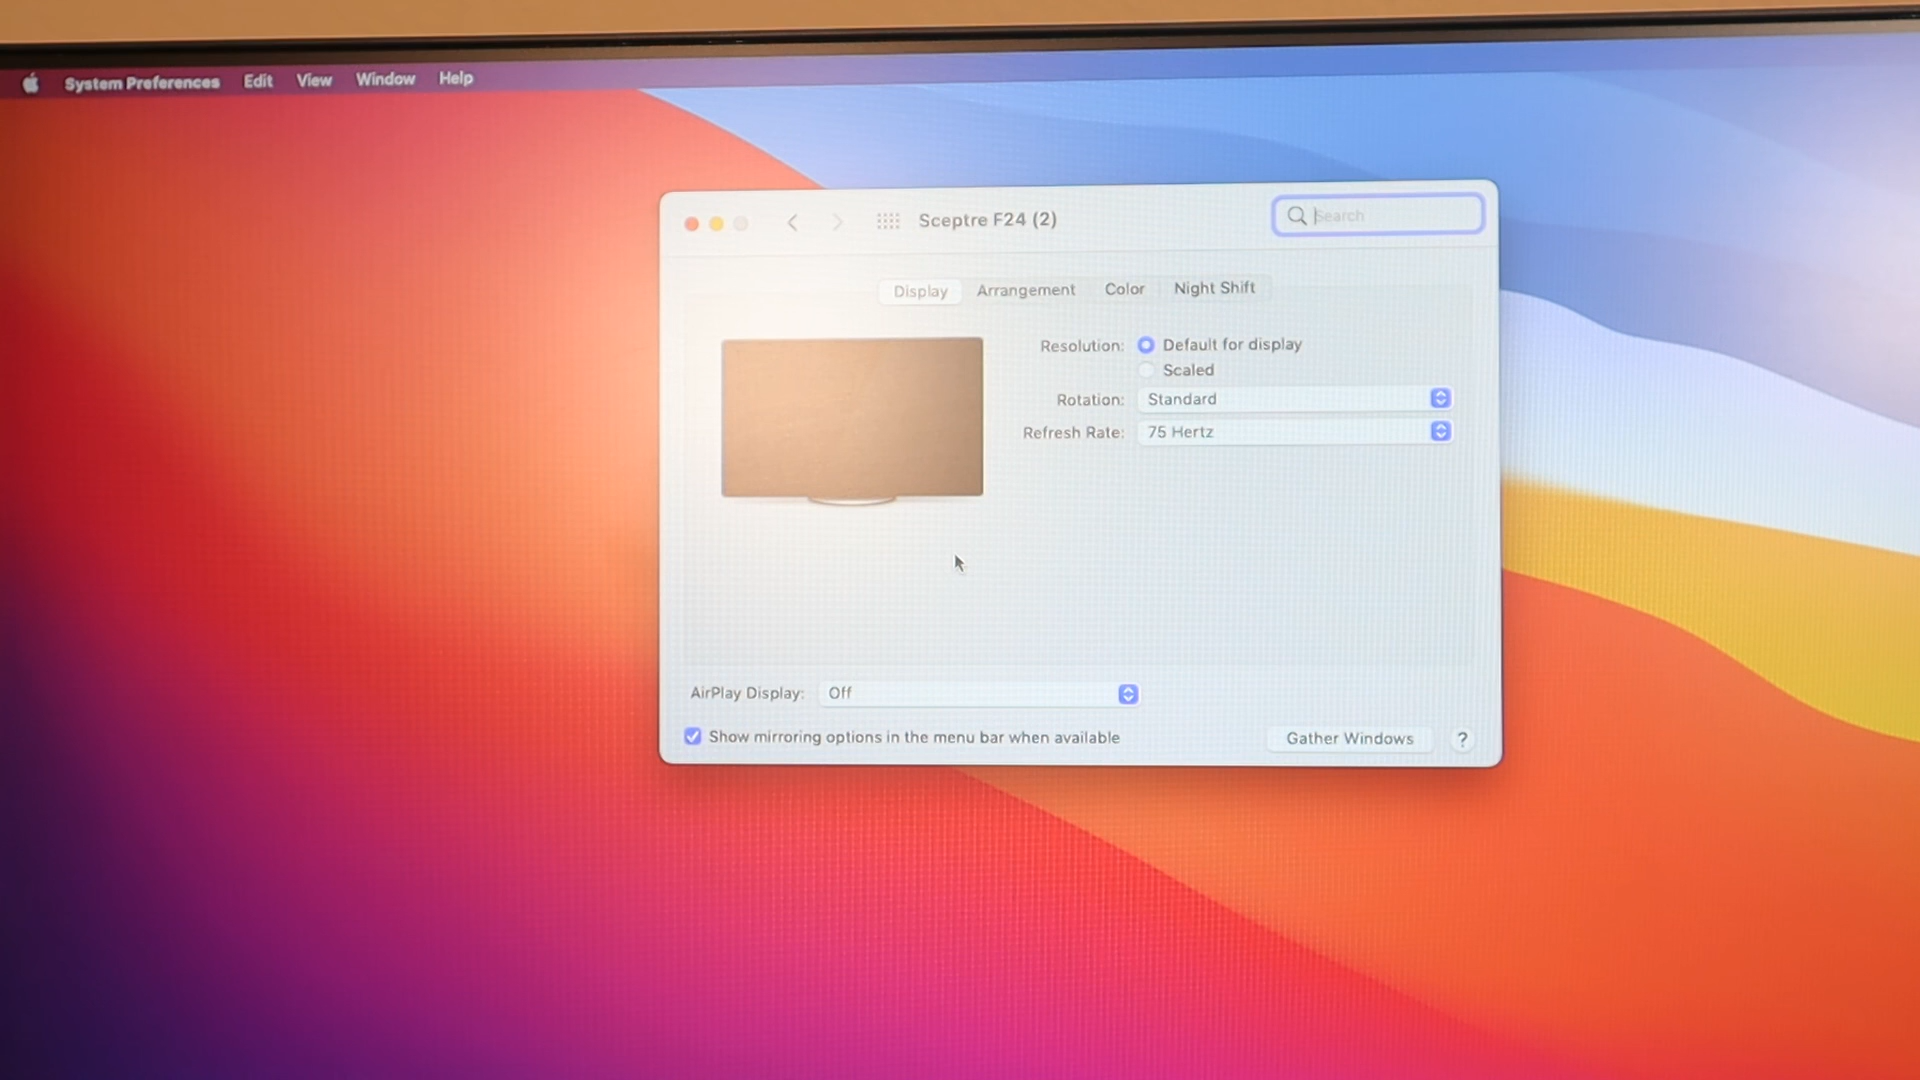 System Preferences Edit View Window Help
Sceptre F24 (2)
Search
Display Arrangement Color Night Shift
Resolution: Default for display
Scaled
Rotation: Standard
Refresh Rate: 75 Hertz
AirPlay Display: Off
Show mirroring options in the menu bar when available
Gather Windows ?